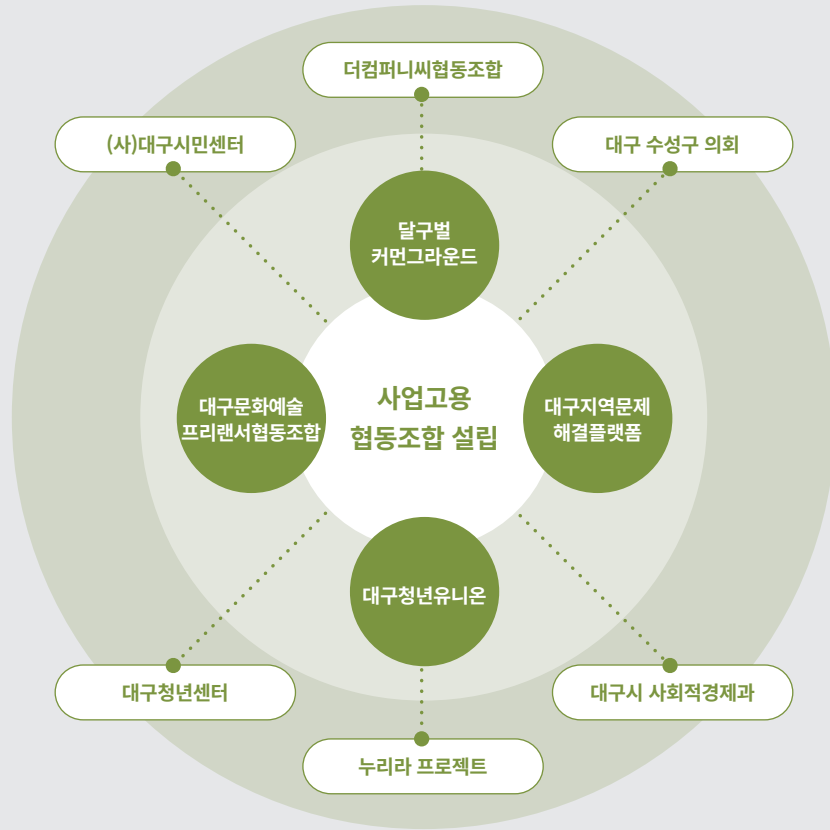 더컴퍼니씨협동조합
(사)대구시민센터
대구 수성구 의회
달구벌
커먼그라운드
대구문화예술
프리랜서협동조합
사업고용
협동조합 설립
대구지역문제
해결플랫폼
대구청년유니온
대구청년센터
대구시 사회적경제과
누리라 프로젝트